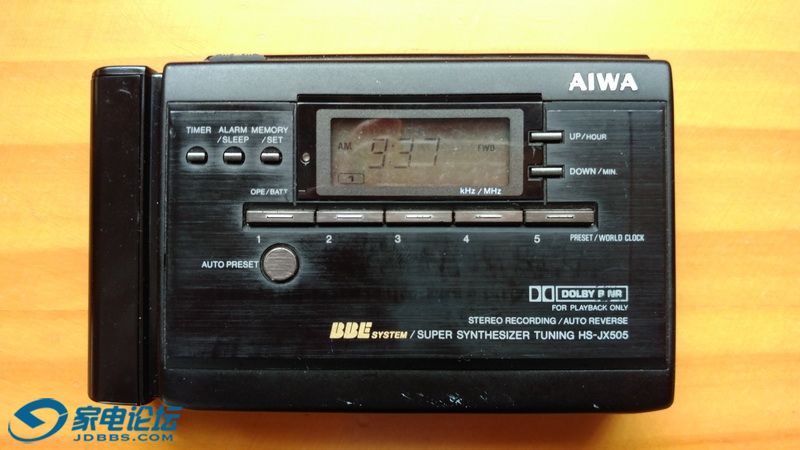 AIWA
TIMER ALARM /SLEEP MEMORY /SET
AM 9:37 FWD
1
kHz / MHz
UP/HOUR
DOWN/MIN.
OPE/BATT
1 2 3 4 5 PRESET/WORLD CLOCK
AUTO PRESET
DOLBY B NR
FOR PLAYBACK ONLY
STEREO RECORDING/AUTO REVERSE
BBE SYSTEM / SUPER SYNTHESIZER TUNING HS-JX505
家电论坛
JDBBS.COM